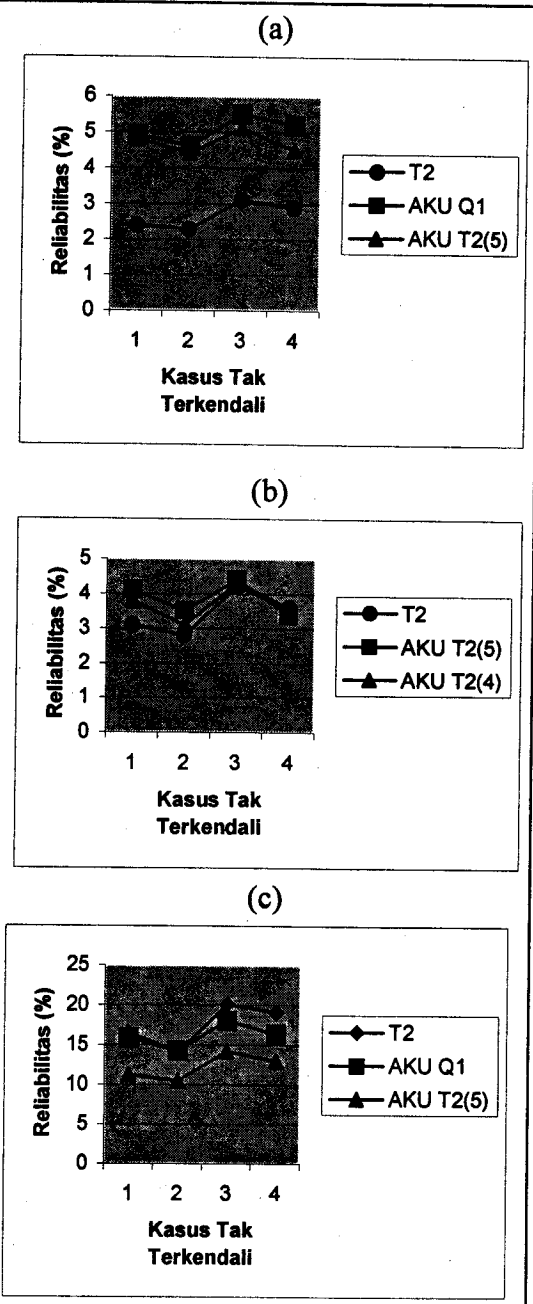 (a)
Reliabilitas (%)
6
5
4
3
2
1
0
1 2 3 4
Kasus Tak
Terkendali
T2
AKU Q1
AKU T2(5)
(b)
Reliabilitas (%)
5
4
3
2
1
0
1 2 3 4
Kasus Tak
Terkendali
T2
AKU T2(5)
AKU T2(4)
(c)
Reliabilitas (%)
25
20
15
10
5
0
1 2 3 4
Kasus Tak
Terkendali
T2
AKU Q1
AKU T2(5)